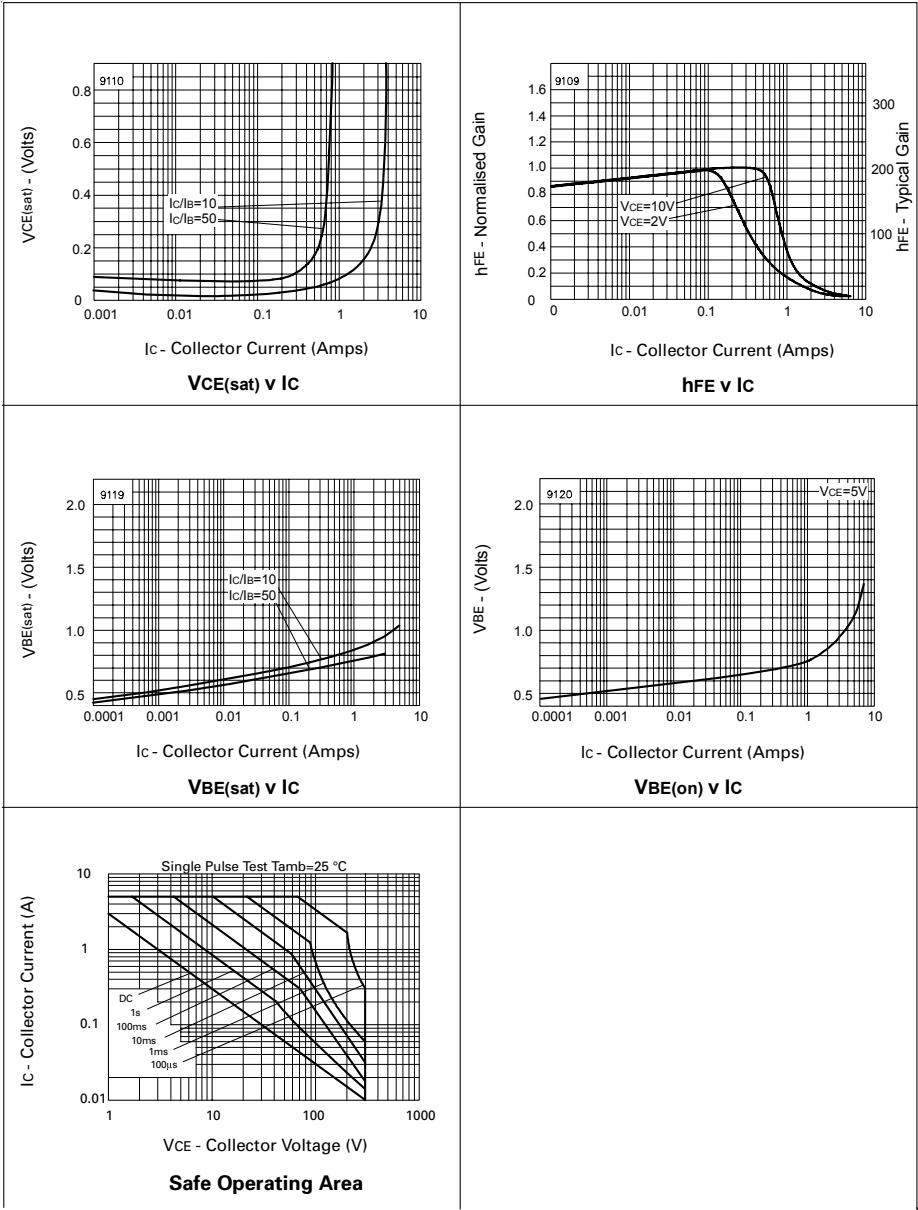 9110
0.8
0.6
0.4
0.2
0
VCE(sat) - (Volts)
IC/IB=10
IC/IB=50
0.001 0.01 0.1 1 10
IC - Collector Current (Amps)
VCE(sat) v IC
9109
1.6
1.4
1.2
1.0
0.8
0.6
0.4
0.2
0
hFE - Normalised Gain
300
200
100
hFE - Typical Gain
VCE=10V
VCE=2V
0 0.01 0.1 1 10
IC - Collector Current (Amps)
hFE v IC
9119
2.0
1.5
1.0
0.5
VBE(sat) - (Volts)
IC/IB=10
IC/IB=50
0.0001 0.001 0.01 0.1 1 10
IC - Collector Current (Amps)
VBE(sat) v IC
9120
VCE=5V
2.0
1.5
1.0
0.5
VBE - (Volts)
0.0001 0.001 0.01 0.1 1 10
IC - Collector Current (Amps)
VBE(on) v IC
Single Pulse Test Tamb=25 °C
10
1
0.1
0.01
IC - Collector Current (A)
DC
1s
100ms
10ms
1ms
100µs
1 10 100 1000
VCE - Collector Voltage (V)
Safe Operating Area